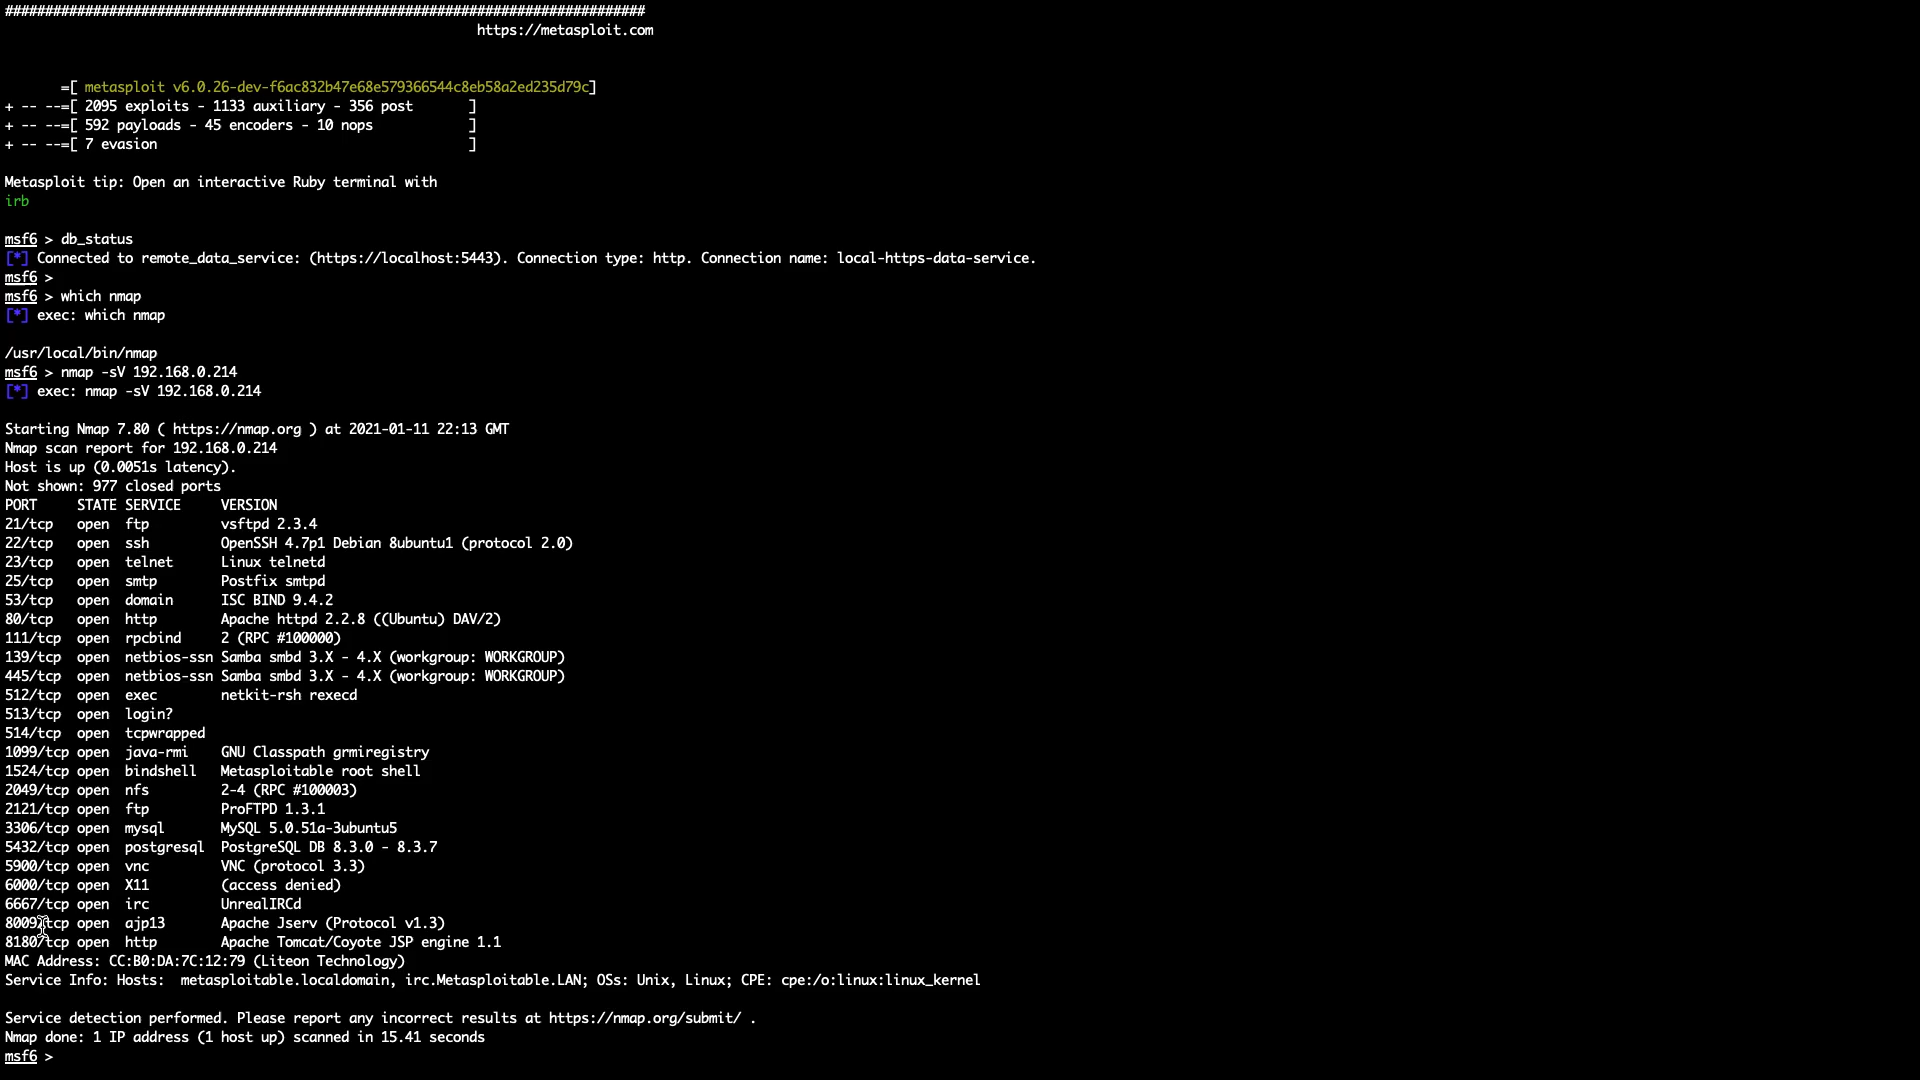 ################################################################################
https://metasploit.com
=[ metasploit v6.0.26-dev-f6ac832b47e68e579366544c8eb58a2ed235d79c]
+ -- --=[ 2095 exploits - 1133 auxiliary - 356 post ]
+ -- --=[ 592 payloads - 45 encoders - 10 nops ]
+ -- --=[ 7 evasion ]
Metasploit tip: Open an interactive Ruby terminal with
irb
msf6 > db_status
[*] Connected to remote_data_service: (https://localhost:5443). Connection type: http. Connection name: local-https-data-service.
msf6 >
msf6 > which nmap
[*] exec: which nmap
/usr/local/bin/nmap
msf6 > nmap -sV 192.168.0.214
[*] exec: nmap -sV 192.168.0.214
Starting Nmap 7.80 ( https://nmap.org ) at 2021-01-11 22:13 GMT
Nmap scan report for 192.168.0.214
Host is up (0.0051s latency).
Not shown: 977 closed ports
PORT STATE SERVICE VERSION
21/tcp open ftp vsftpd 2.3.4
22/tcp open ssh OpenSSH 4.7p1 Debian 8ubuntu1 (protocol 2.0)
23/tcp open telnet Linux telnetd
25/tcp open smtp Postfix smtpd
53/tcp open domain ISC BIND 9.4.2
80/tcp open http Apache httpd 2.2.8 ((Ubuntu) DAV/2)
111/tcp open rpcbind 2 (RPC #100000)
139/tcp open netbios-ssn Samba smbd 3.X - 4.X (workgroup: WORKGROUP)
445/tcp open netbios-ssn Samba smbd 3.X - 4.X (workgroup: WORKGROUP)
512/tcp open exec netkit-rsh rexecd
513/tcp open login?
514/tcp open tcpwrapped
1099/tcp open java-rmi GNU Classpath grmiregistry
1524/tcp open bindshell Metasploitable root shell
2049/tcp open nfs 2-4 (RPC #100003)
2121/tcp open ftp ProFTPD 1.3.1
3306/tcp open mysql MySQL 5.0.51a-3ubuntu5
5432/tcp open postgresql PostgreSQL DB 8.3.0 - 8.3.7
5900/tcp open vnc VNC (protocol 3.3)
6000/tcp open X11 (access denied)
6667/tcp open irc UnrealIRCd
8009/tcp open ajp13 Apache Jserv (Protocol v1.3)
8180/tcp open http Apache Tomcat/Coyote JSP engine 1.1
MAC Address: CC:B0:DA:7C:12:79 (Liteon Technology)
Service Info: Hosts:  metasploitable.localdomain, irc.Metasploitable.LAN; OSs: Unix, Linux; CPE: cpe:/o:linux:linux_kernel
Service detection performed. Please report any incorrect results at https://nmap.org/submit/ .
Nmap done: 1 IP address (1 host up) scanned in 15.41 seconds
msf6 >